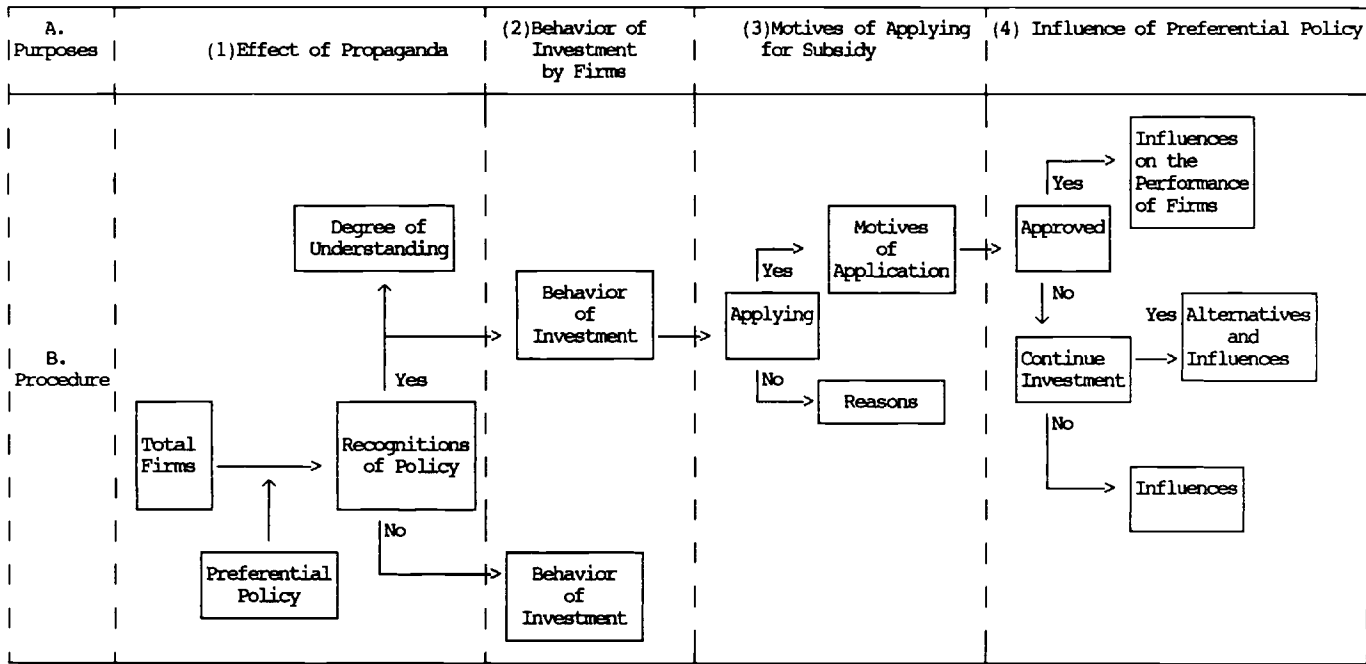 A.
Purposes
(1)Effect of Propaganda
(2)Behavior of
Investment
by Firms
(3)Motives of Applying
for Subsidy
(4) Influence of Preferential Policy
B.
Procedure
Total
Firms
Preferential
Policy
Recognitions
of Policy
Yes
No
Degree of
Understanding
Behavior
of
Investment
Behavior
of
Investment
Applying
Yes
No
Motives
of
Application
Reasons
Approved
Yes
No
Influences
on the
Performance
of Firms
Continue
Investment
Yes
No
Alternatives
and
Influences
Influences